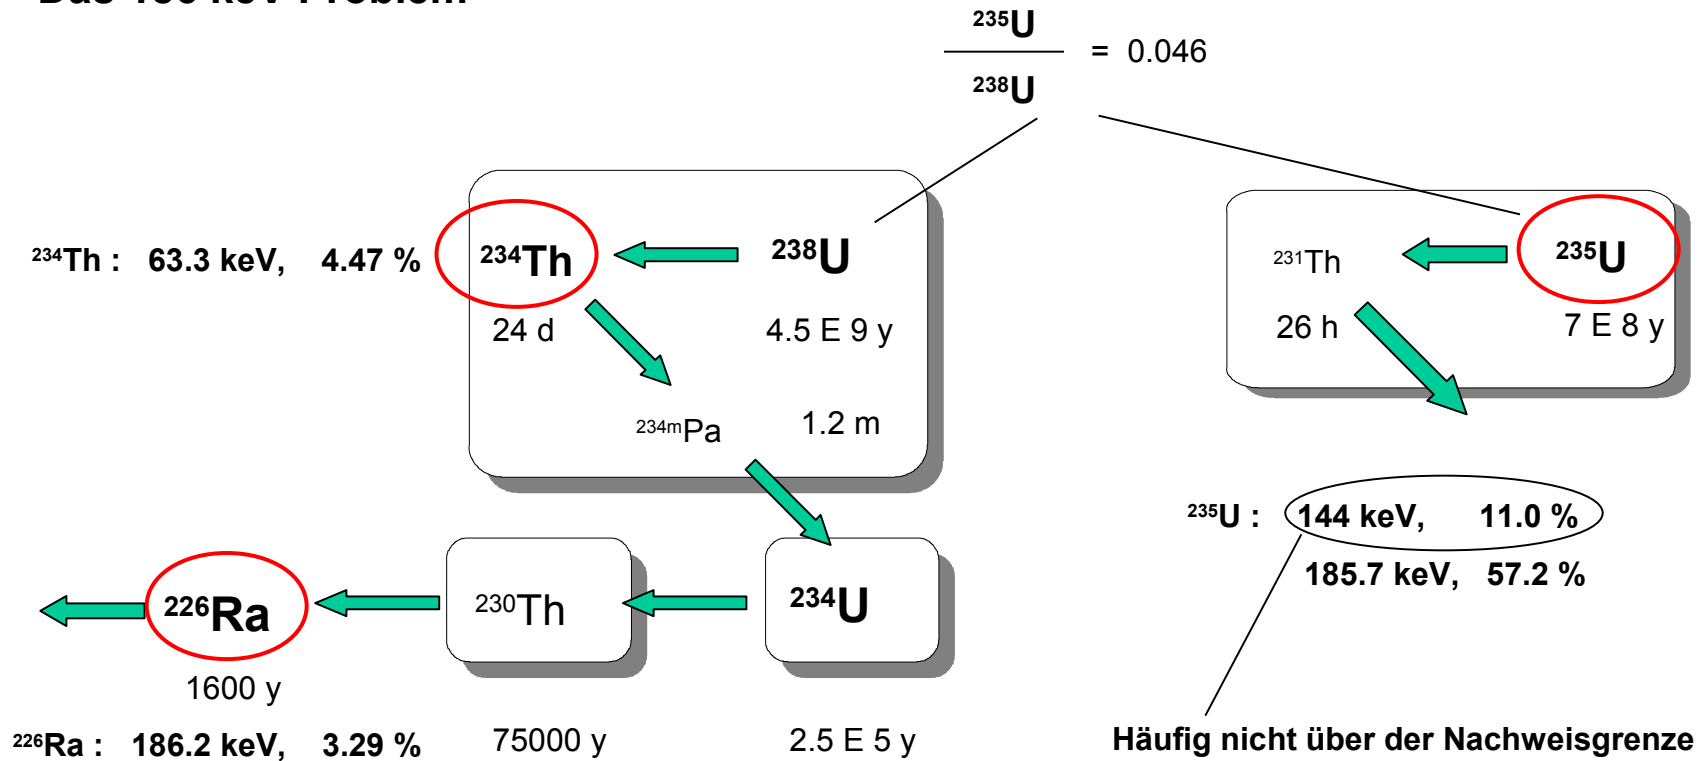 ²³⁵U
= 0.046
²³⁸U
²³⁴Th : 63.3 keV, 4.47 %
²³⁴Th
²³⁸U
24 d
4.5 E 9 y
²³⁴ᵐPa
1.2 m
²³¹Th
²³⁵U
26 h
7 E 8 y
²³⁵U : 144 keV, 11.0 %
185.7 keV, 57.2 %
²²⁶Ra
²³⁰Th
²³⁴U
1600 y
²²⁶Ra : 186.2 keV, 3.29 %
75000 y
2.5 E 5 y
Häufig nicht über der Nachweisgrenze